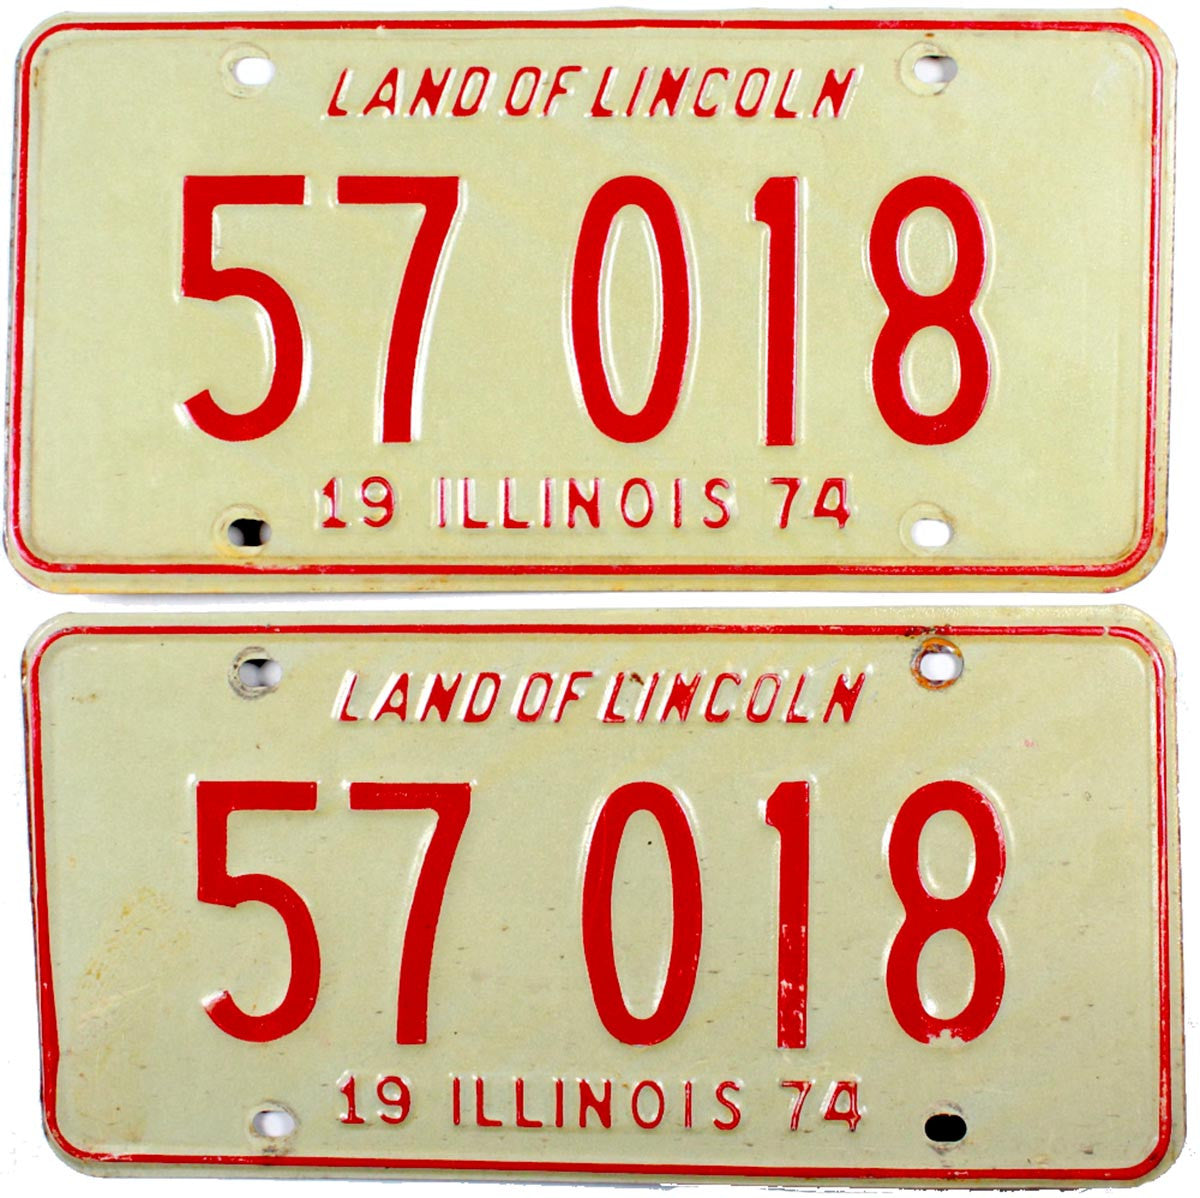 LAND OF LINCOLN
57 018
19 ILLINOIS 74
LAND OF LINCOLN
57 018
19 ILLINOIS 74